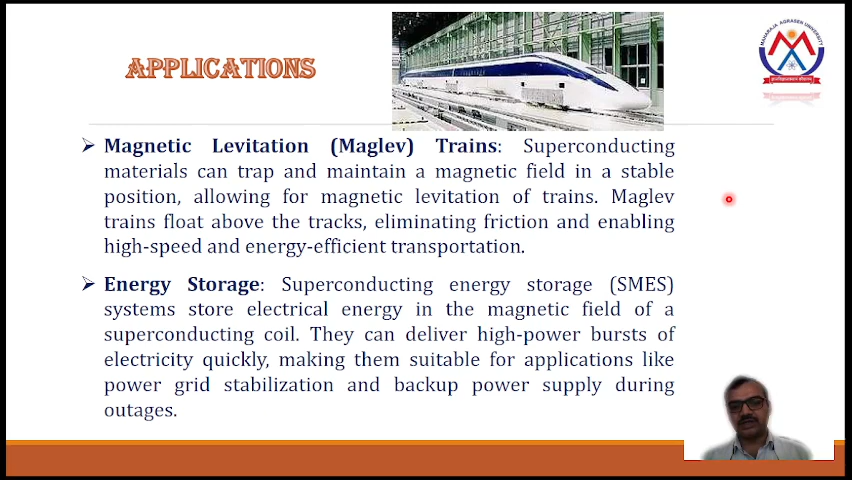 APPLICATIONS
MAHARAJA AGRASEN UNIVERSITY
➢ Magnetic Levitation (Maglev) Trains: Superconducting
materials can trap and maintain a magnetic field in a stable
position, allowing for magnetic levitation of trains. Maglev
trains float above the tracks, eliminating friction and enabling
high-speed and energy-efficient transportation.
➢ Energy Storage: Superconducting energy storage (SMES)
systems store electrical energy in the magnetic field of a
superconducting coil. They can deliver high-power bursts of
electricity quickly, making them suitable for applications like
power grid stabilization and backup power supply during
outages.